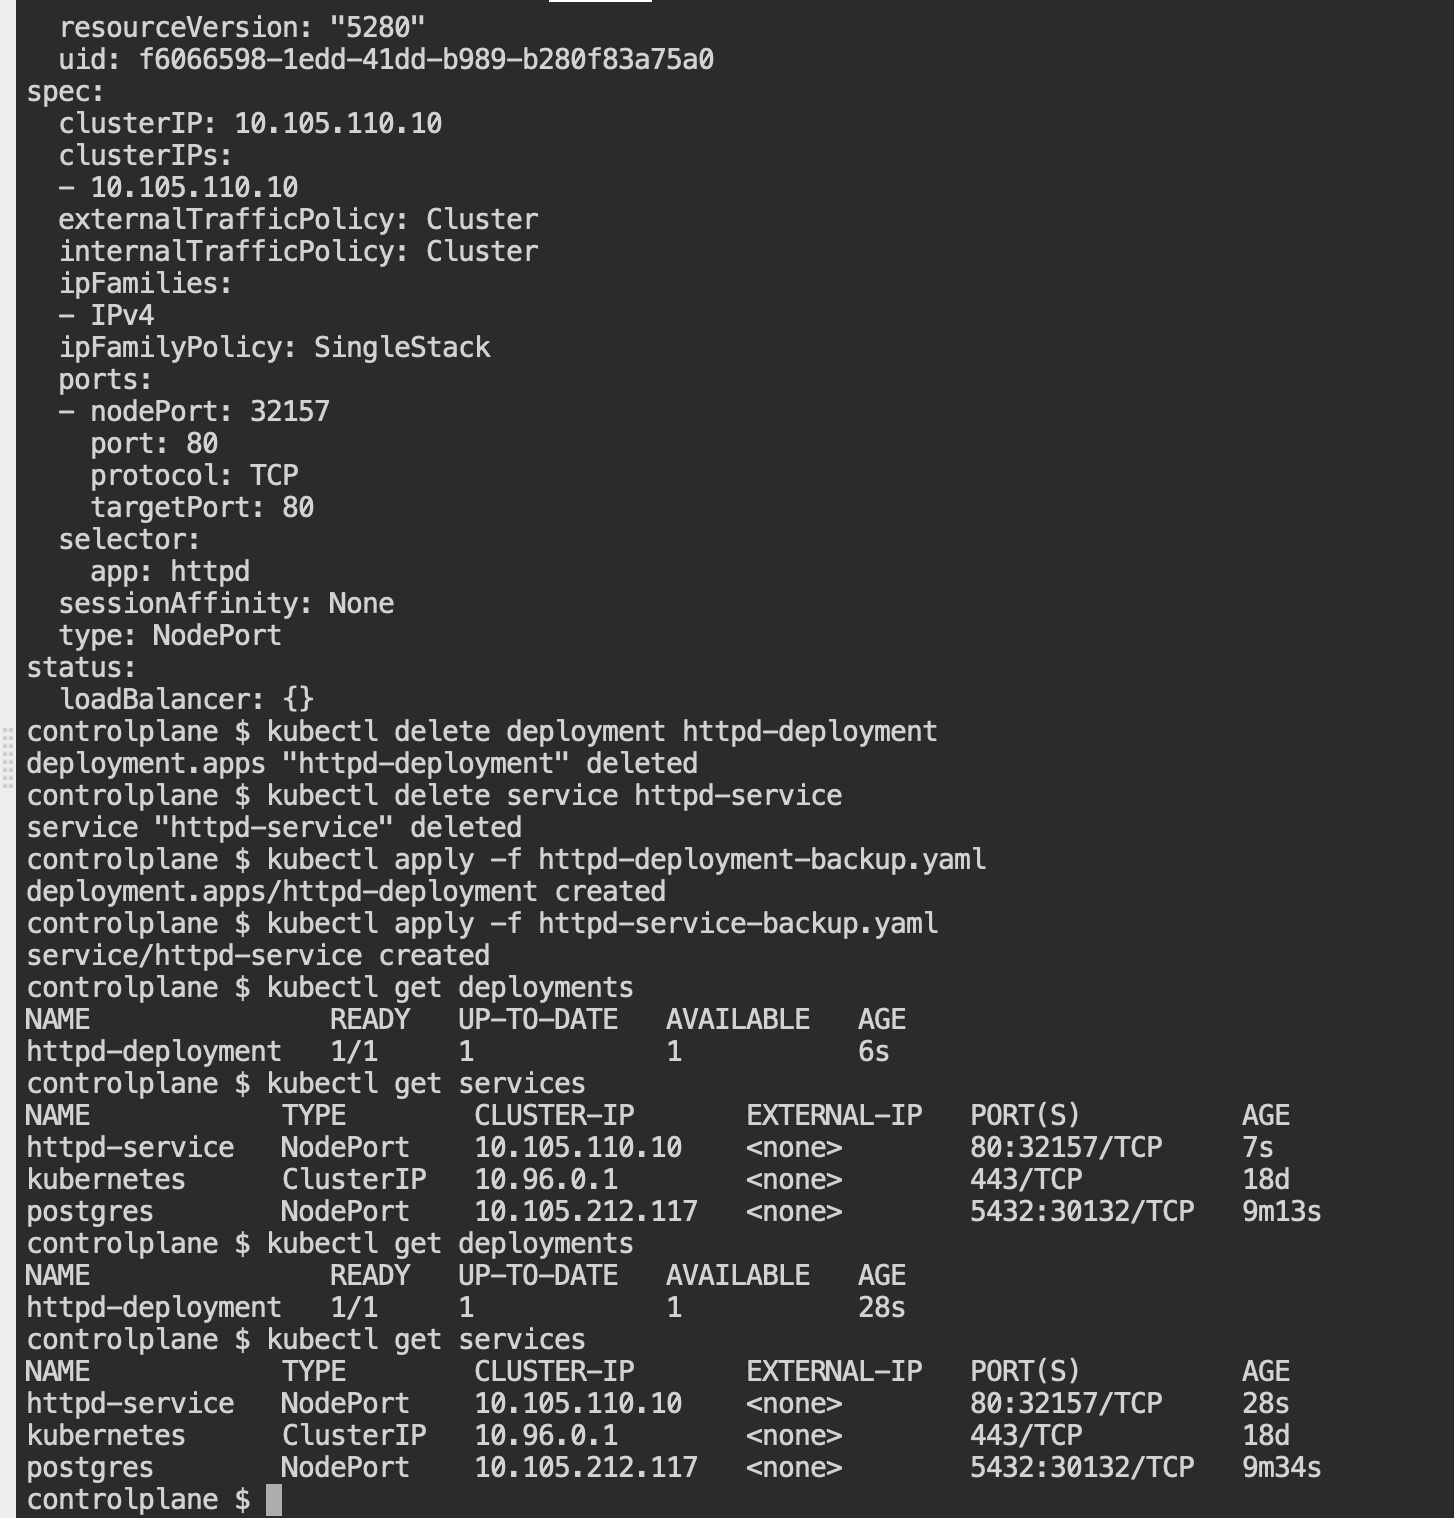 resourceVersion: "5280"
uid: f6066598-1edd-41dd-b989-b280f83a75a0
spec:
clusterIP: 10.105.110.10
clusterIPs:
- 10.105.110.10
externalTrafficPolicy: Cluster
internalTrafficPolicy: Cluster
ipFamilies:
- IPv4
ipFamilyPolicy: SingleStack
ports:
- nodePort: 32157
port: 80
protocol: TCP
targetPort: 80
selector:
app: httpd
sessionAffinity: None
type: NodePort
status:
loadBalancer: {}
controlplane $ kubectl delete deployment httpd-deployment
deployment.apps "httpd-deployment" deleted
controlplane $ kubectl delete service httpd-service
service "httpd-service" deleted
controlplane $ kubectl apply -f httpd-deployment-backup.yaml
deployment.apps/httpd-deployment created
controlplane $ kubectl apply -f httpd-service-backup.yaml
service/httpd-service created
controlplane $ kubectl get deployments
NAME READY UP-TO-DATE AVAILABLE AGE
httpd-deployment 1/1 1 1 6s
controlplane $ kubectl get services
NAME TYPE CLUSTER-IP EXTERNAL-IP PORT(S) AGE
httpd-service NodePort 10.105.110.10 <none> 80:32157/TCP 7s
kubernetes ClusterIP 10.96.0.1 <none> 443/TCP 18d
postgres NodePort 10.105.212.117 <none> 5432:30132/TCP 9m13s
controlplane $ kubectl get deployments
NAME READY UP-TO-DATE AVAILABLE AGE
httpd-deployment 1/1 1 1 28s
controlplane $ kubectl get services
NAME TYPE CLUSTER-IP EXTERNAL-IP PORT(S) AGE
httpd-service NodePort 10.105.110.10 <none> 80:32157/TCP 28s
kubernetes ClusterIP 10.96.0.1 <none> 443/TCP 18d
postgres NodePort 10.105.212.117 <none> 5432:30132/TCP 9m34s
controlplane $